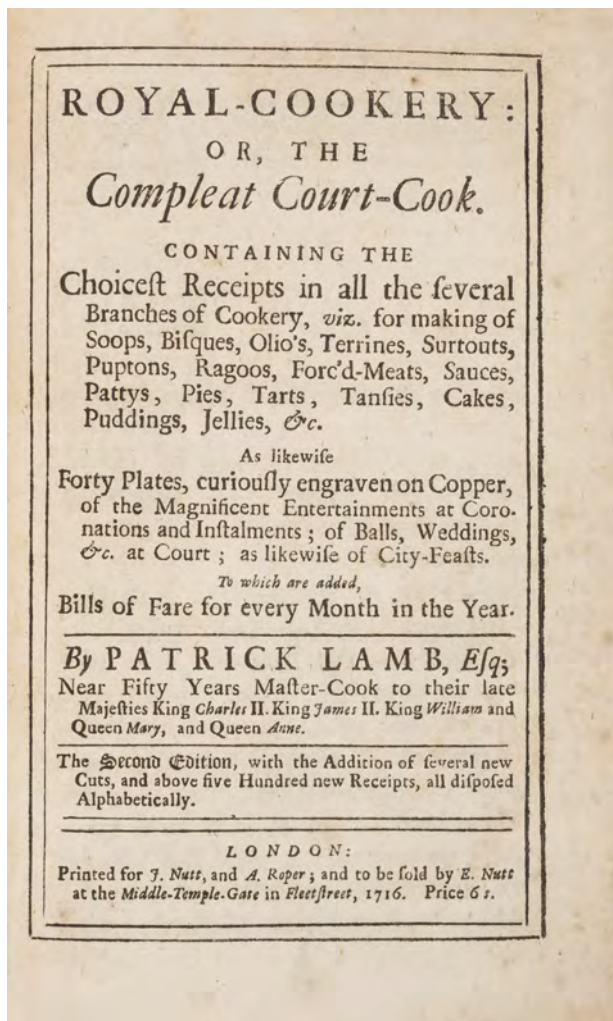 ROYAL-COOKERY:
OR, THE
Compleat Court-Cook.
CONTAINING THE
Choiceſt Receipts in all the ſeveral
Branches of Cookery, viz. for making of
Soops, Biſques, Olio's, Terrines, Surtouts,
Puptons, Ragoos, Forc'd-Meats, Sauces,
Pattys, Pies, Tarts, Tanſies, Cakes,
Puddings, Jellies, &c.
As likewiſe
Forty Plates, curiouſly engraven on Copper,
of the Magnificent Entertainments at Coro-
nations and Inſtalments; of Balls, Weddings,
&c. at Court; as likewiſe of City-Feaſts.
To which are added,
Bills of Fare for every Month in the Year.
By PATRICK LAMB, Eſq;
Near Fifty Years Maſter-Cook to their late
Majeſties King Charles II. King James II. King William and
Queen Mary, and Queen Anne.
The Second Edition, with the Addition of ſeveral new
Cuts, and above five Hundred new Receipts, all diſpoſed
Alphabetically.
LONDON:
Printed for J. Nutt, and A. Roper; and to be ſold by E. Nutt
at the Middle-Temple-Gate in Fleetſtreet, 1716. Price 6 s.